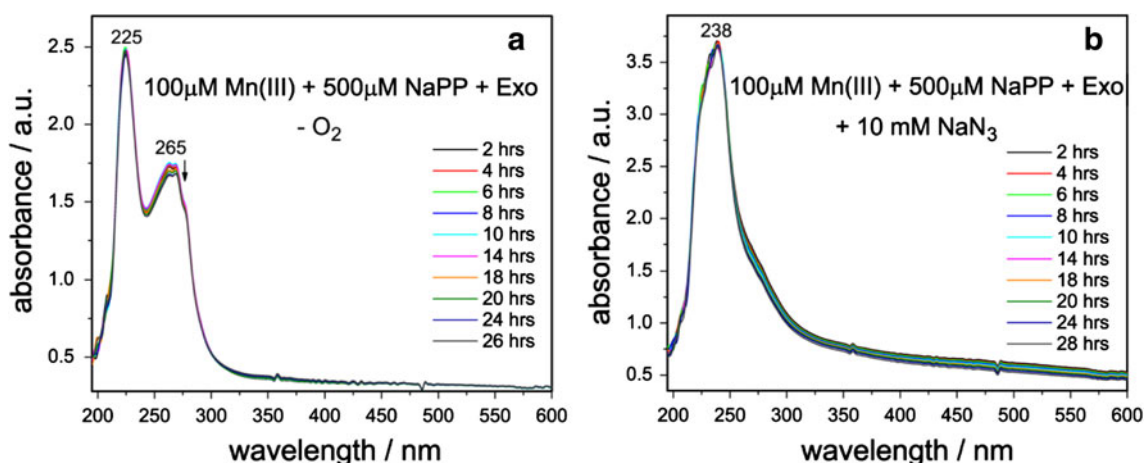 a
225
265
100μM Mn(III) + 500μM NaPP + Exo
- O₂
2 hrs
4 hrs
6 hrs
8 hrs
10 hrs
14 hrs
18 hrs
20 hrs
24 hrs
26 hrs
2.5
2.0
1.5
1.0
0.5
absorbance / a.u.
200 250 300 350 400 450 500 550 600
wavelength / nm
b
238
100μM Mn(III) + 500μM NaPP + Exo
+ 10 mM NaN₃
2 hrs
4 hrs
6 hrs
8 hrs
10 hrs
14 hrs
18 hrs
20 hrs
24 hrs
28 hrs
3.5
3.0
2.5
2.0
1.5
1.0
0.5
absorbance / a.u.
200 250 300 350 400 450 500 550 600
wavelength / nm